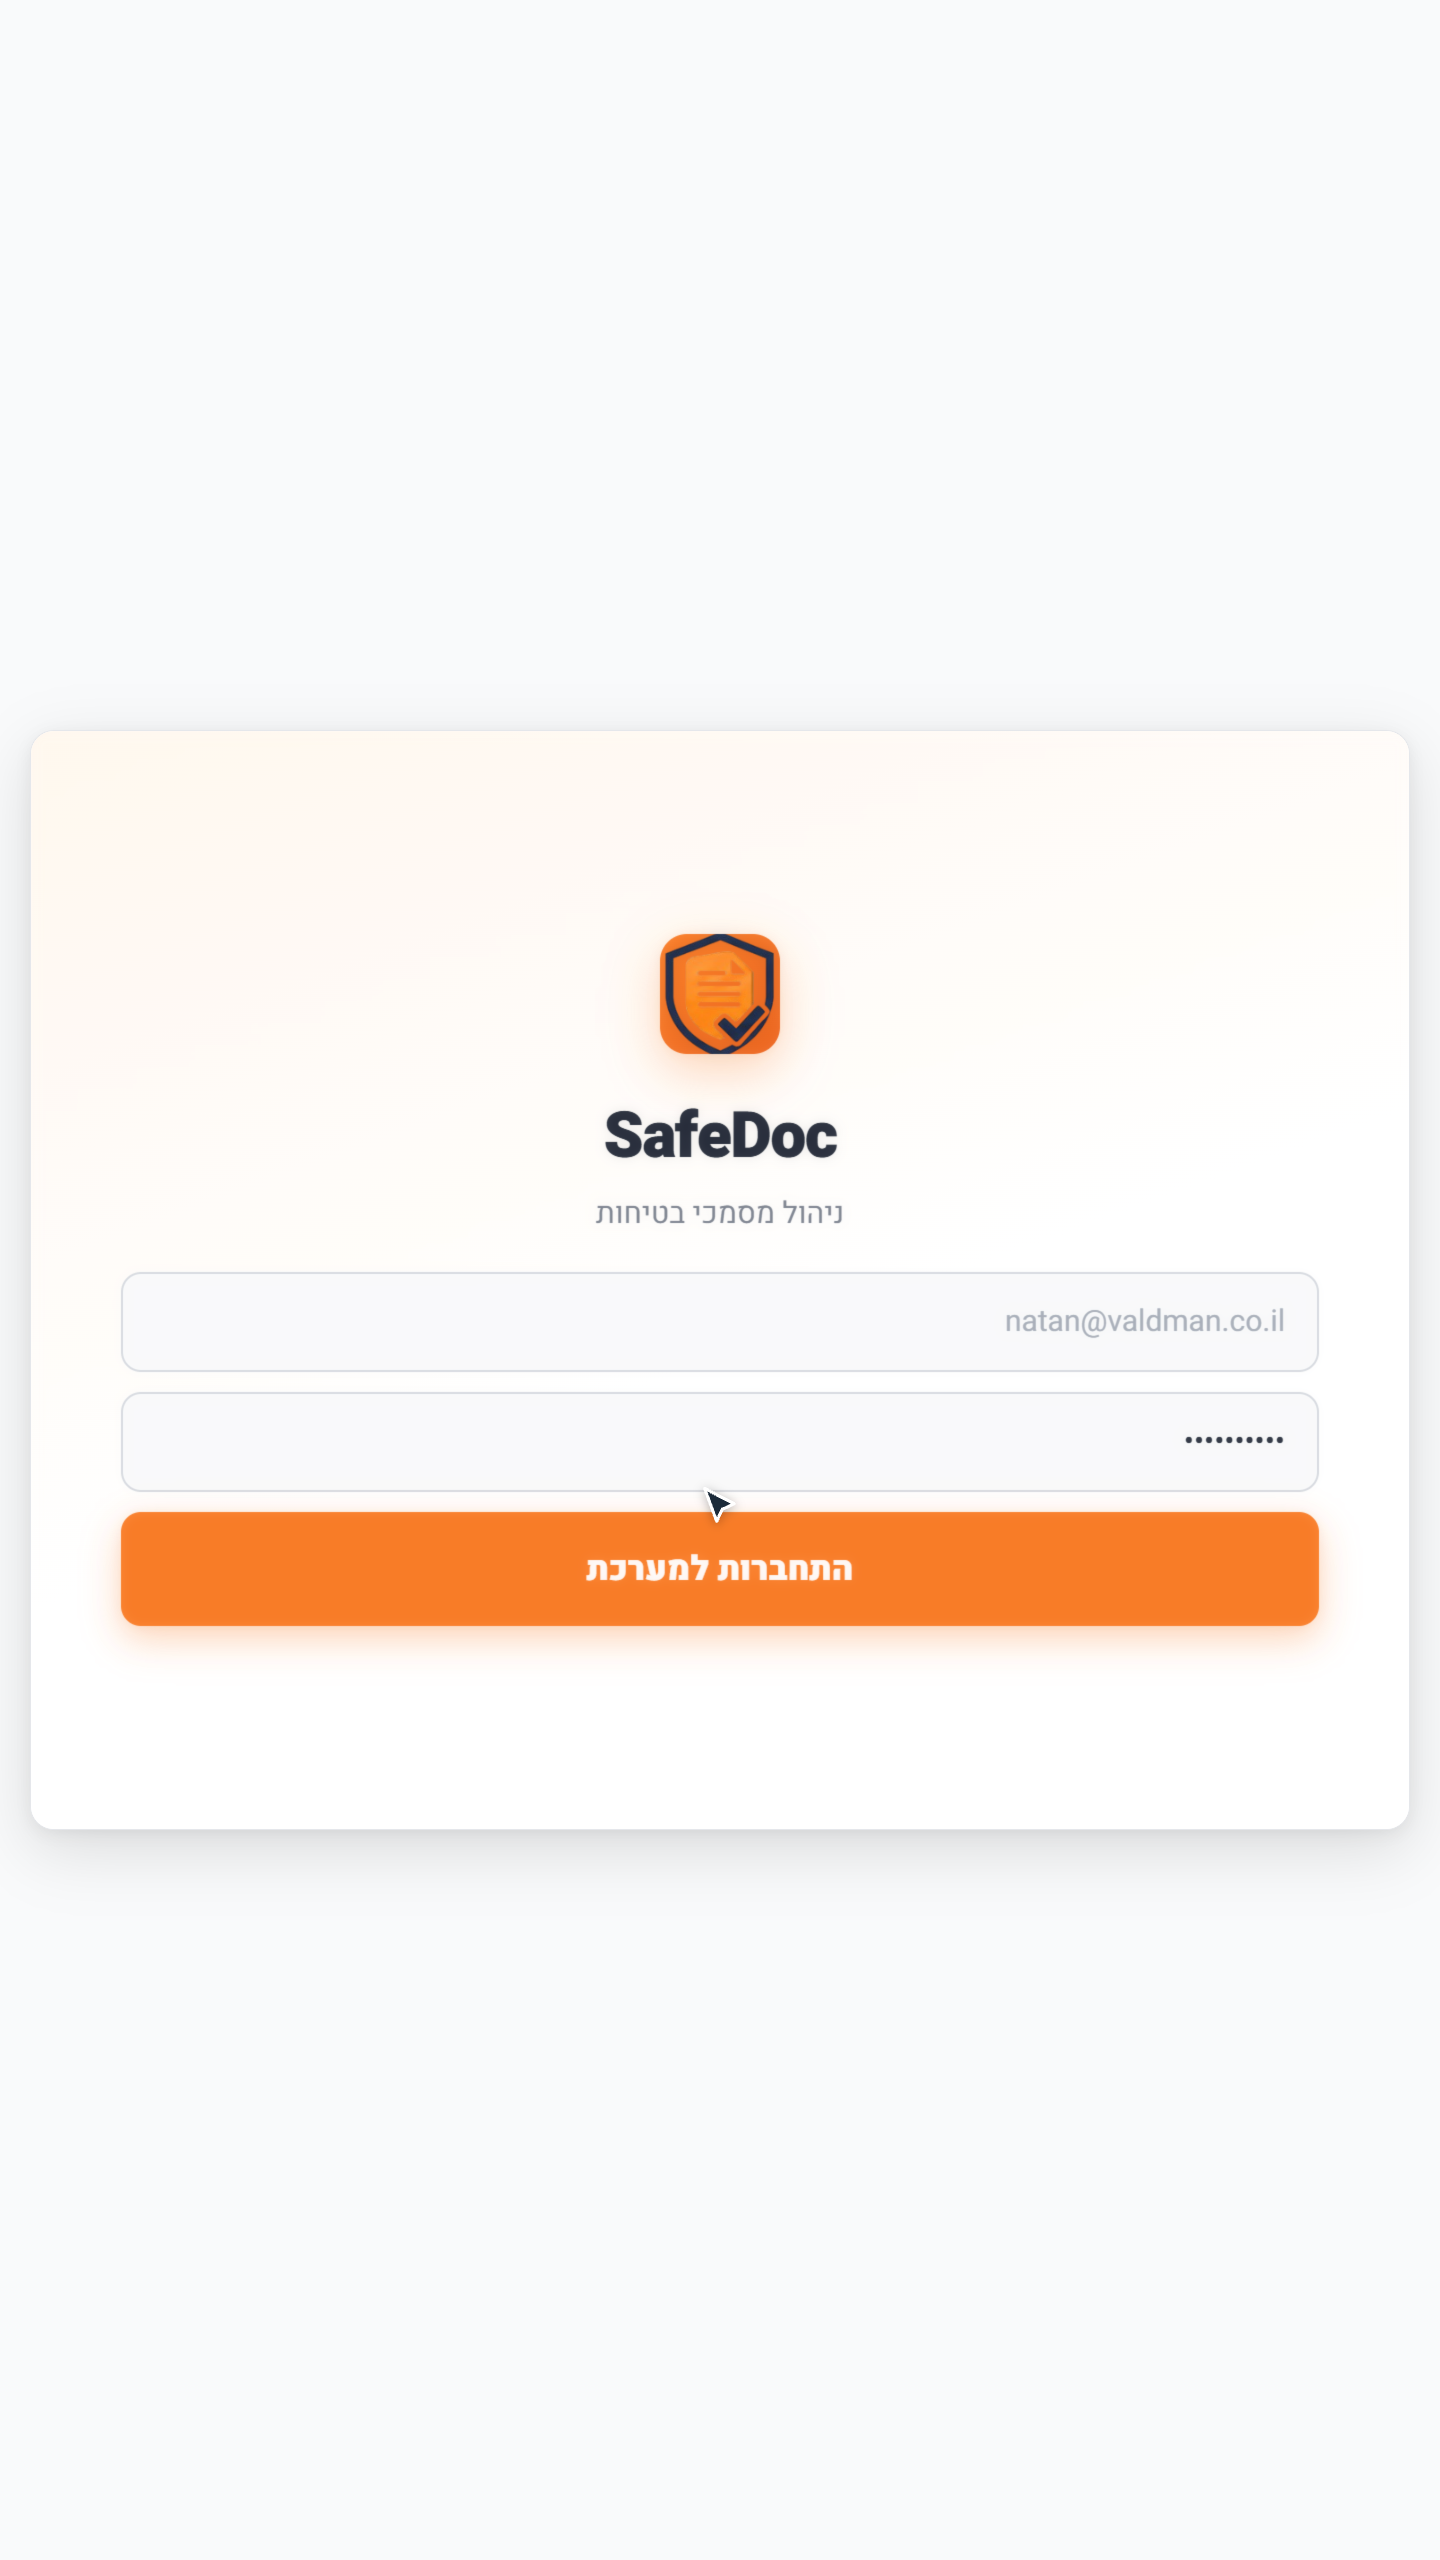 SafeDoc
ניהול מסמכי בטיחות
natan@valdman.co.il
••••••••••
התחברות למערכת